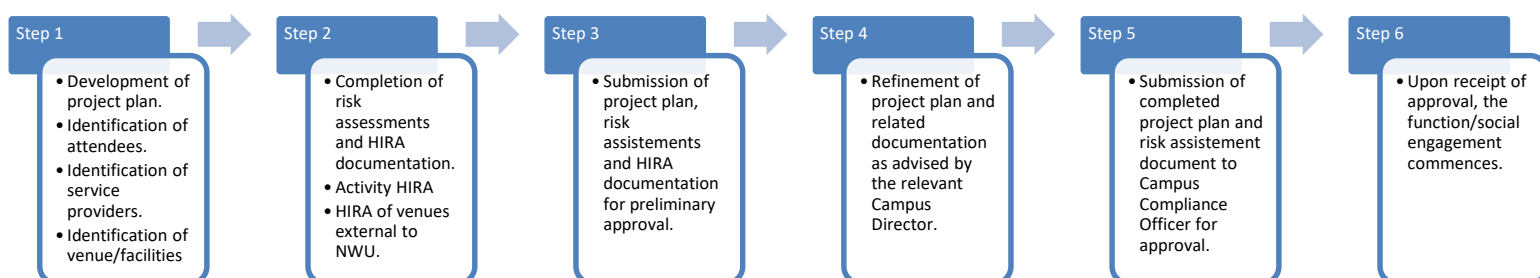 Step 1
• Development of
project plan.
• Identification of
attendees.
• Identification of
service
providers.
• Identification of
venue/facilities
Step 2
• Completion of
risk
assessments
and HIRA
documentation.
• Activity HIRA
• HIRA of venues
external to
NWU.
Step 3
• Submission of
project plan,
risk
assistements
and HIRA
documentation
for preliminary
approval.
Step 4
• Refinement of
project plan and
related
documentation
as advised by
the relevant
Campus
Director.
Step 5
• Submission of
completed
project plan and
risk assistement
document to
Campus
Compliance
Officer for
approval.
Step 6
• Upon receipt of
approval, the
function/social
engagement
commences.